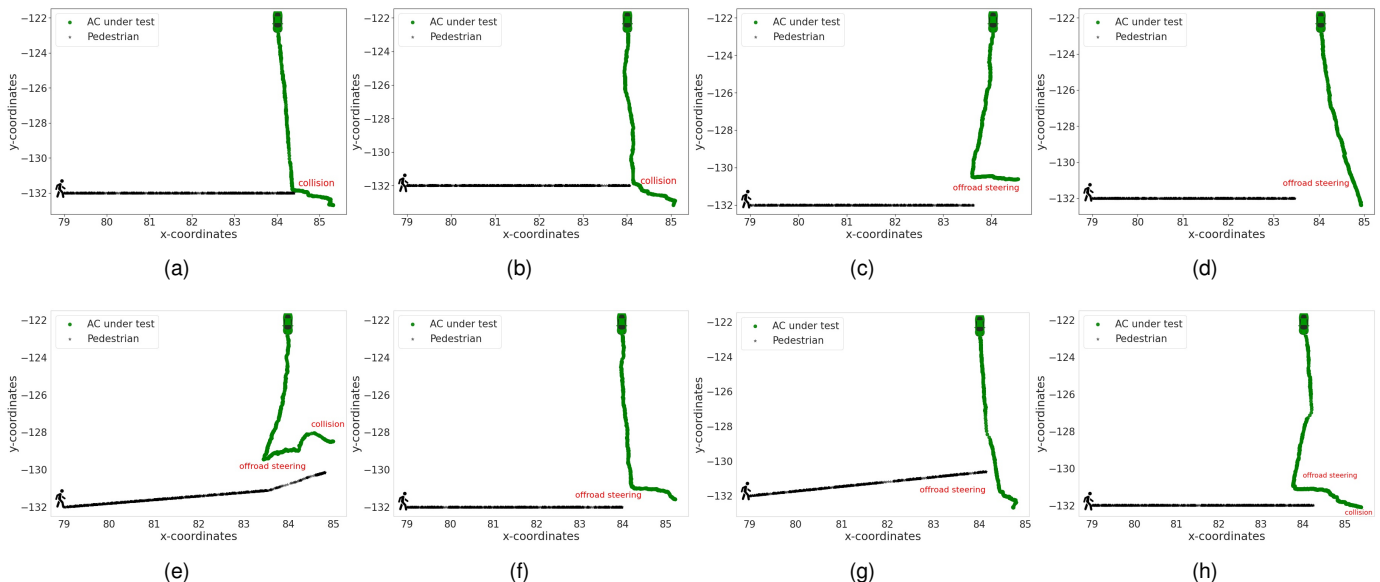 −122
−124
−126
−128
−130
−132
y-coordinates
AC under test
Pedestrian
collision
79 80 81 82 83 84 85
x-coordinates
(a)
−122
−124
−126
−128
−130
−132
y-coordinates
AC under test
Pedestrian
collision
79 80 81 82 83 84 85
x-coordinates
(b)
−122
−124
−126
−128
−130
−132
y-coordinates
AC under test
Pedestrian
offroad steering
79 80 81 82 83 84
x-coordinates
(c)
−122
−124
−126
−128
−130
−132
y-coordinates
AC under test
Pedestrian
offroad steering
79 80 81 82 83 84 85
x-coordinates
(d)
−122
−124
−126
−128
−130
−132
y-coordinates
AC under test
Pedestrian
collision
offroad steering
79 80 81 82 83 84 85
x-coordinates
(e)
−122
−124
−126
−128
−130
−132
y-coordinates
AC under test
Pedestrian
offroad steering
79 80 81 82 83 84 85
x-coordinates
(f)
−122
−124
−126
−128
−130
−132
y-coordinates
AC under test
Pedestrian
offroad steering
79 80 81 82 83 84 85
x-coordinates
(g)
−122
−124
−126
−128
−130
−132
y-coordinates
AC under test
Pedestrian
offroad steering
collision
79 80 81 82 83 84 85
x-coordinates
(h)